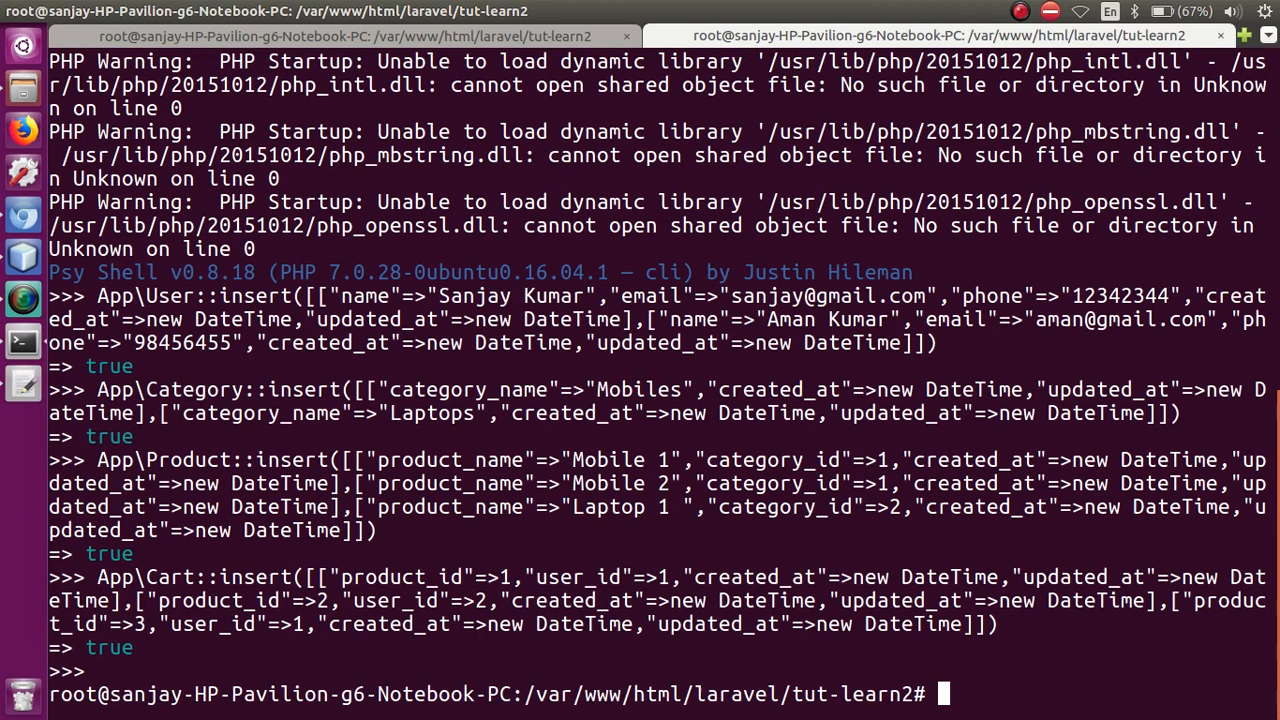 root@sanjay-HP-Pavilion-g6-Notebook-PC: /var/www/html/laravel/tut-learn2
En
(67%)
root@sanjay-HP-Pavilion-g6-Notebook-PC: /var/www/html/laravel/tut-learn2 ×
root@sanjay-HP-Pavilion-g6-Notebook-PC: /var/www/html/laravel/tut-learn2 ×
PHP Warning:  PHP Startup: Unable to load dynamic library '/usr/lib/php/20151012/php_intl.dll' - /us
r/lib/php/20151012/php_intl.dll: cannot open shared object file: No such file or directory in Unknow
n on line 0
PHP Warning:  PHP Startup: Unable to load dynamic library '/usr/lib/php/20151012/php_mbstring.dll' -
 /usr/lib/php/20151012/php_mbstring.dll: cannot open shared object file: No such file or directory i
n Unknown on line 0
PHP Warning:  PHP Startup: Unable to load dynamic library '/usr/lib/php/20151012/php_openssl.dll' -
/usr/lib/php/20151012/php_openssl.dll: cannot open shared object file: No such file or directory in
Unknown on line 0
Psy Shell v0.8.18 (PHP 7.0.28-0ubuntu0.16.04.1 — cli) by Justin Hileman
>>> App\User::insert([["name"=>"Sanjay Kumar","email"=>"sanjay@gmail.com","phone"=>"12342344","creat
ed_at"=>new DateTime,"updated_at"=>new DateTime],["name"=>"Aman Kumar","email"=>"aman@gmail.com","ph
one"=>"98456455","created_at"=>new DateTime,"updated_at"=>new DateTime]])
=> true
>>> App\Category::insert([["category_name"=>"Mobiles","created_at"=>new DateTime,"updated_at"=>new D
ateTime],["category_name"=>"Laptops","created_at"=>new DateTime,"updated_at"=>new DateTime]])
=> true
>>> App\Product::insert([["product_name"=>"Mobile 1","category_id"=>1,"created_at"=>new DateTime,"up
dated_at"=>new DateTime],["product_name"=>"Mobile 2","category_id"=>1,"created_at"=>new DateTime,"up
dated_at"=>new DateTime],["product_name"=>"Laptop 1 ","category_id"=>2,"created_at"=>new DateTime,"u
pdated_at"=>new DateTime]])
=> true
>>> App\Cart::insert([["product_id"=>1,"user_id"=>1,"created_at"=>new DateTime,"updated_at"=>new Dat
eTime],["product_id"=>2,"user_id"=>2,"created_at"=>new DateTime,"updated_at"=>new DateTime],["produc
t_id"=>3,"user_id"=>1,"created_at"=>new DateTime,"updated_at"=>new DateTime]])
=> true
>>>
root@sanjay-HP-Pavilion-g6-Notebook-PC:/var/www/html/laravel/tut-learn2#